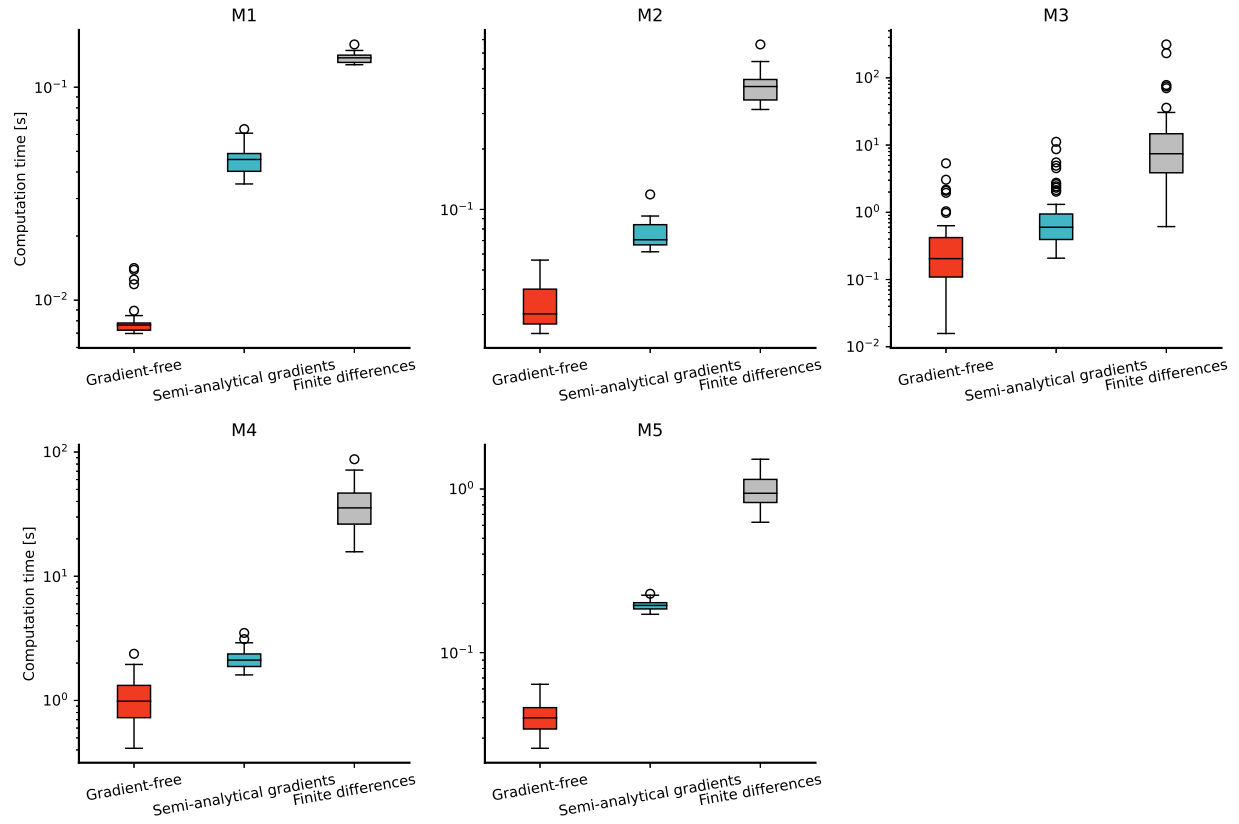 M1
M2
M3
Computation time [s]
10⁻¹
10⁻²
10⁻¹
10²
10¹
10⁰
10⁻¹
10⁻²
Gradient-free
Semi-analytical gradients
Finite differences
Gradient-free
Semi-analytical gradients
Finite differences
Gradient-free
Semi-analytical gradients
Finite differences
M4
M5
Computation time [s]
10²
10¹
10⁰
10⁰
10⁻¹
Gradient-free
Semi-analytical gradients
Finite differences
Gradient-free
Semi-analytical gradients
Finite differences